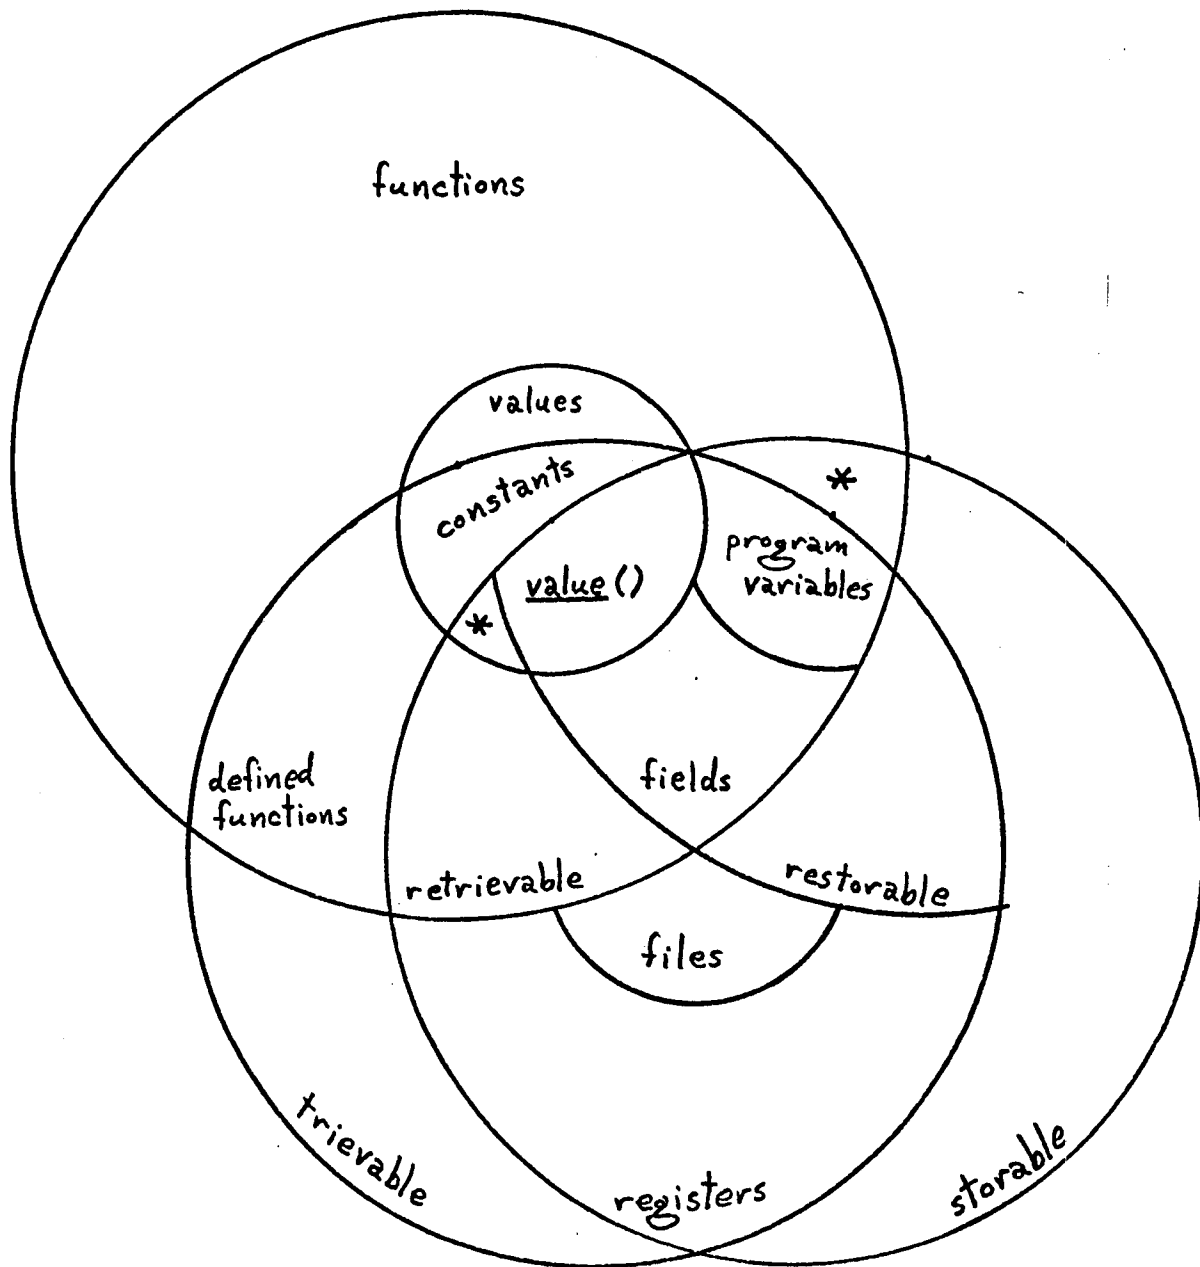 functions
values
constants
*
program
variables
value()
*
defined
functions
fields
retrievable
restorable
files
trievable
registers
storable